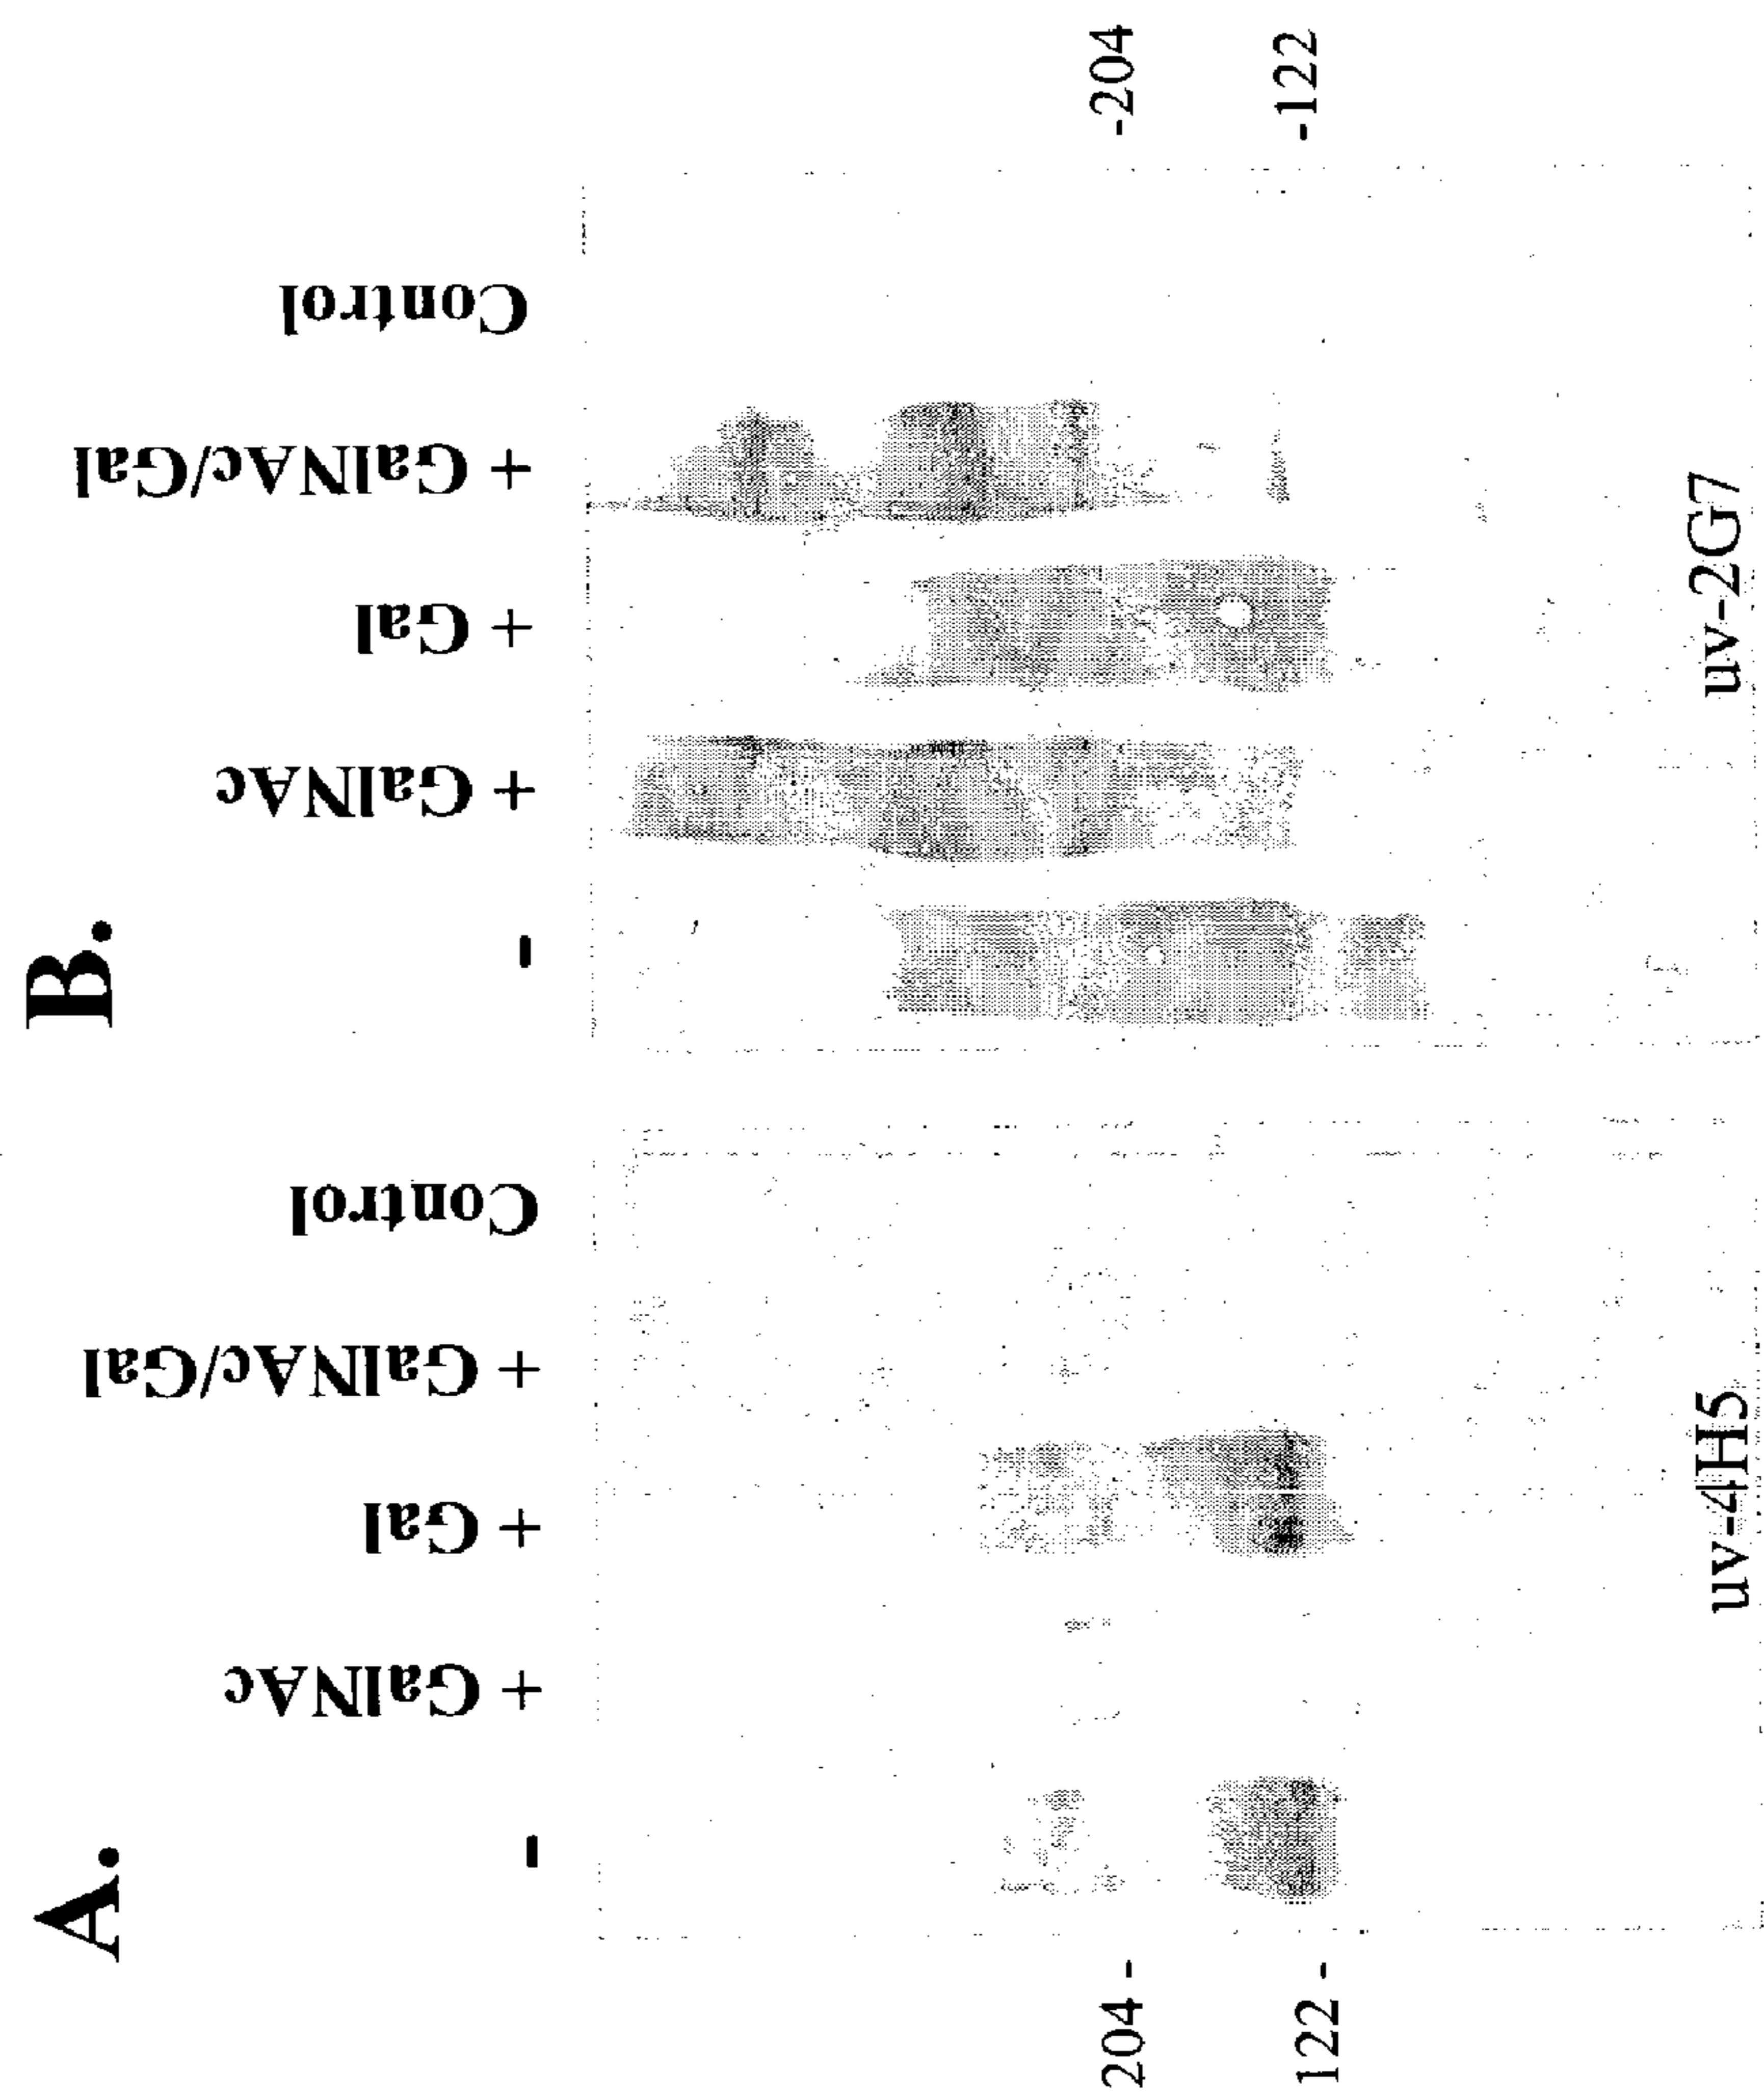 A.
-
+ GalNAc
+ Gal
+ GalNAc/Gal
Control
204 -
122 -
uv-4H5
B.
-
+ GalNAc
+ Gal
+ GalNAc/Gal
Control
-204
-122
uv-2G7